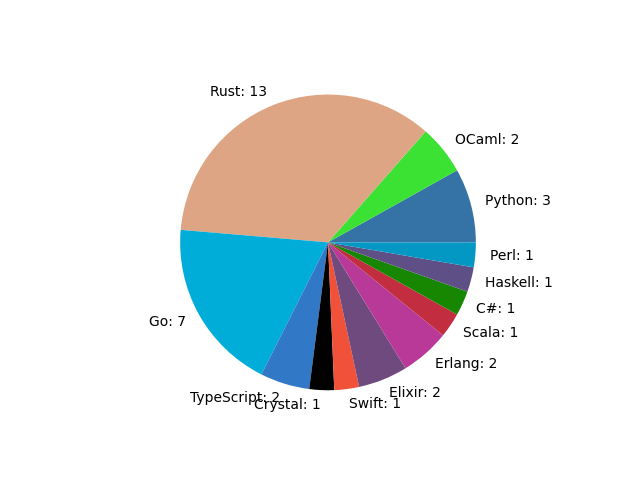 Rust: 13
OCaml: 2
Python: 3
Perl: 1
Haskell: 1
C#: 1
Scala: 1
Go: 7
Erlang: 2
Elixir: 2
TypeScript: 2
Crystal: 1
Swift: 1